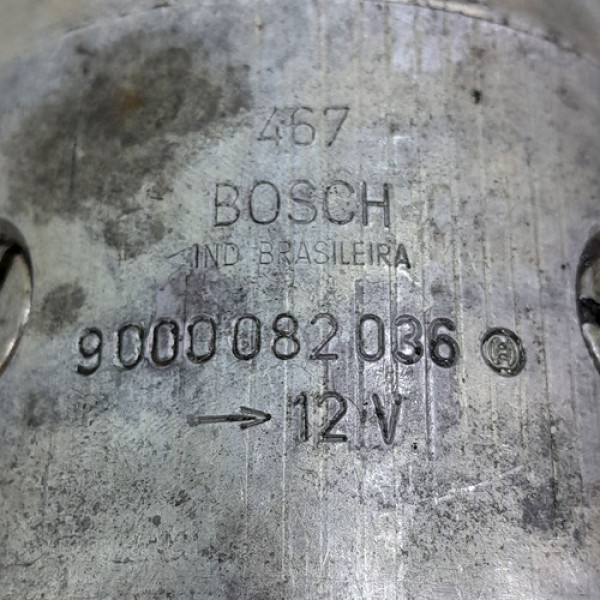 467
BOSCH
IND BRASILEIRA
9000082036
→ 12 V